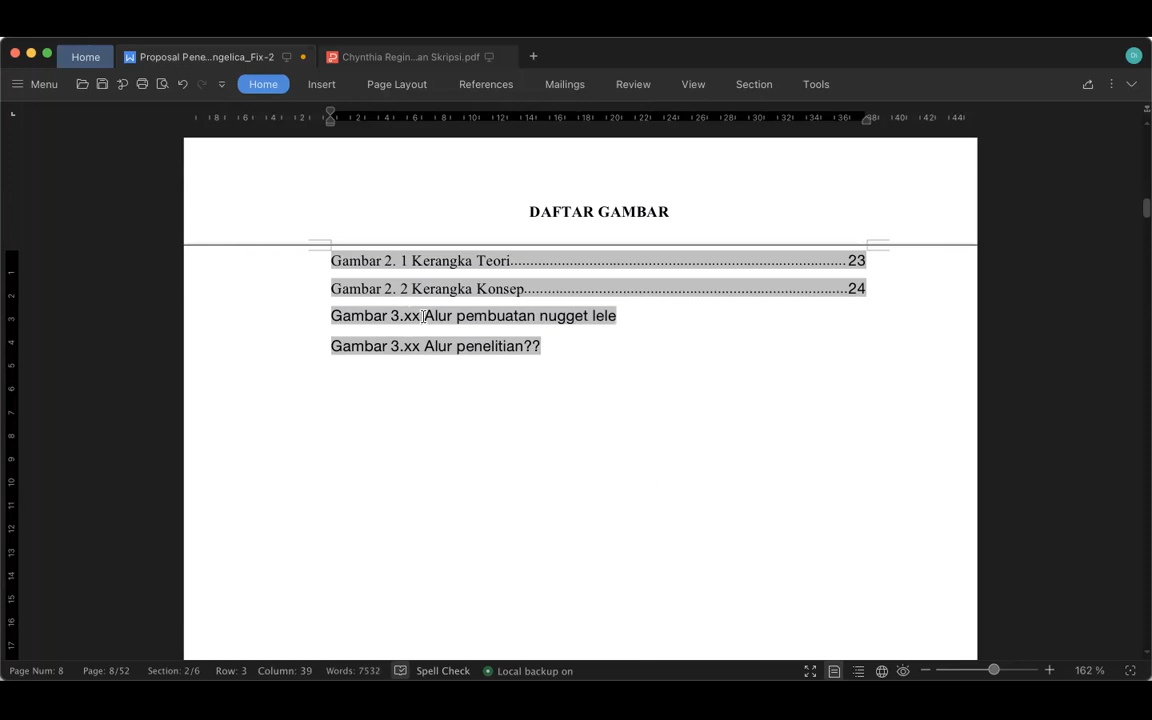 Home
Proposal Pene...ngelica_Fix-2
Chynthia Regin...an Skripsi.pdf
Menu
Home
Insert
Page Layout
References
Mailings
Review
View
Section
Tools
DAFTAR GAMBAR
Gambar 2. 1 Kerangka Teori....................................................................................23
Gambar 2. 2 Kerangka Konsep.................................................................................24
Gambar 3.xx Alur pembuatan nugget lele
Gambar 3.xx Alur penelitian??
Page Num: 8
Page: 8/52
Section: 2/6
Row: 3
Column: 39
Words: 7532
Spell Check
Local backup on
162 %